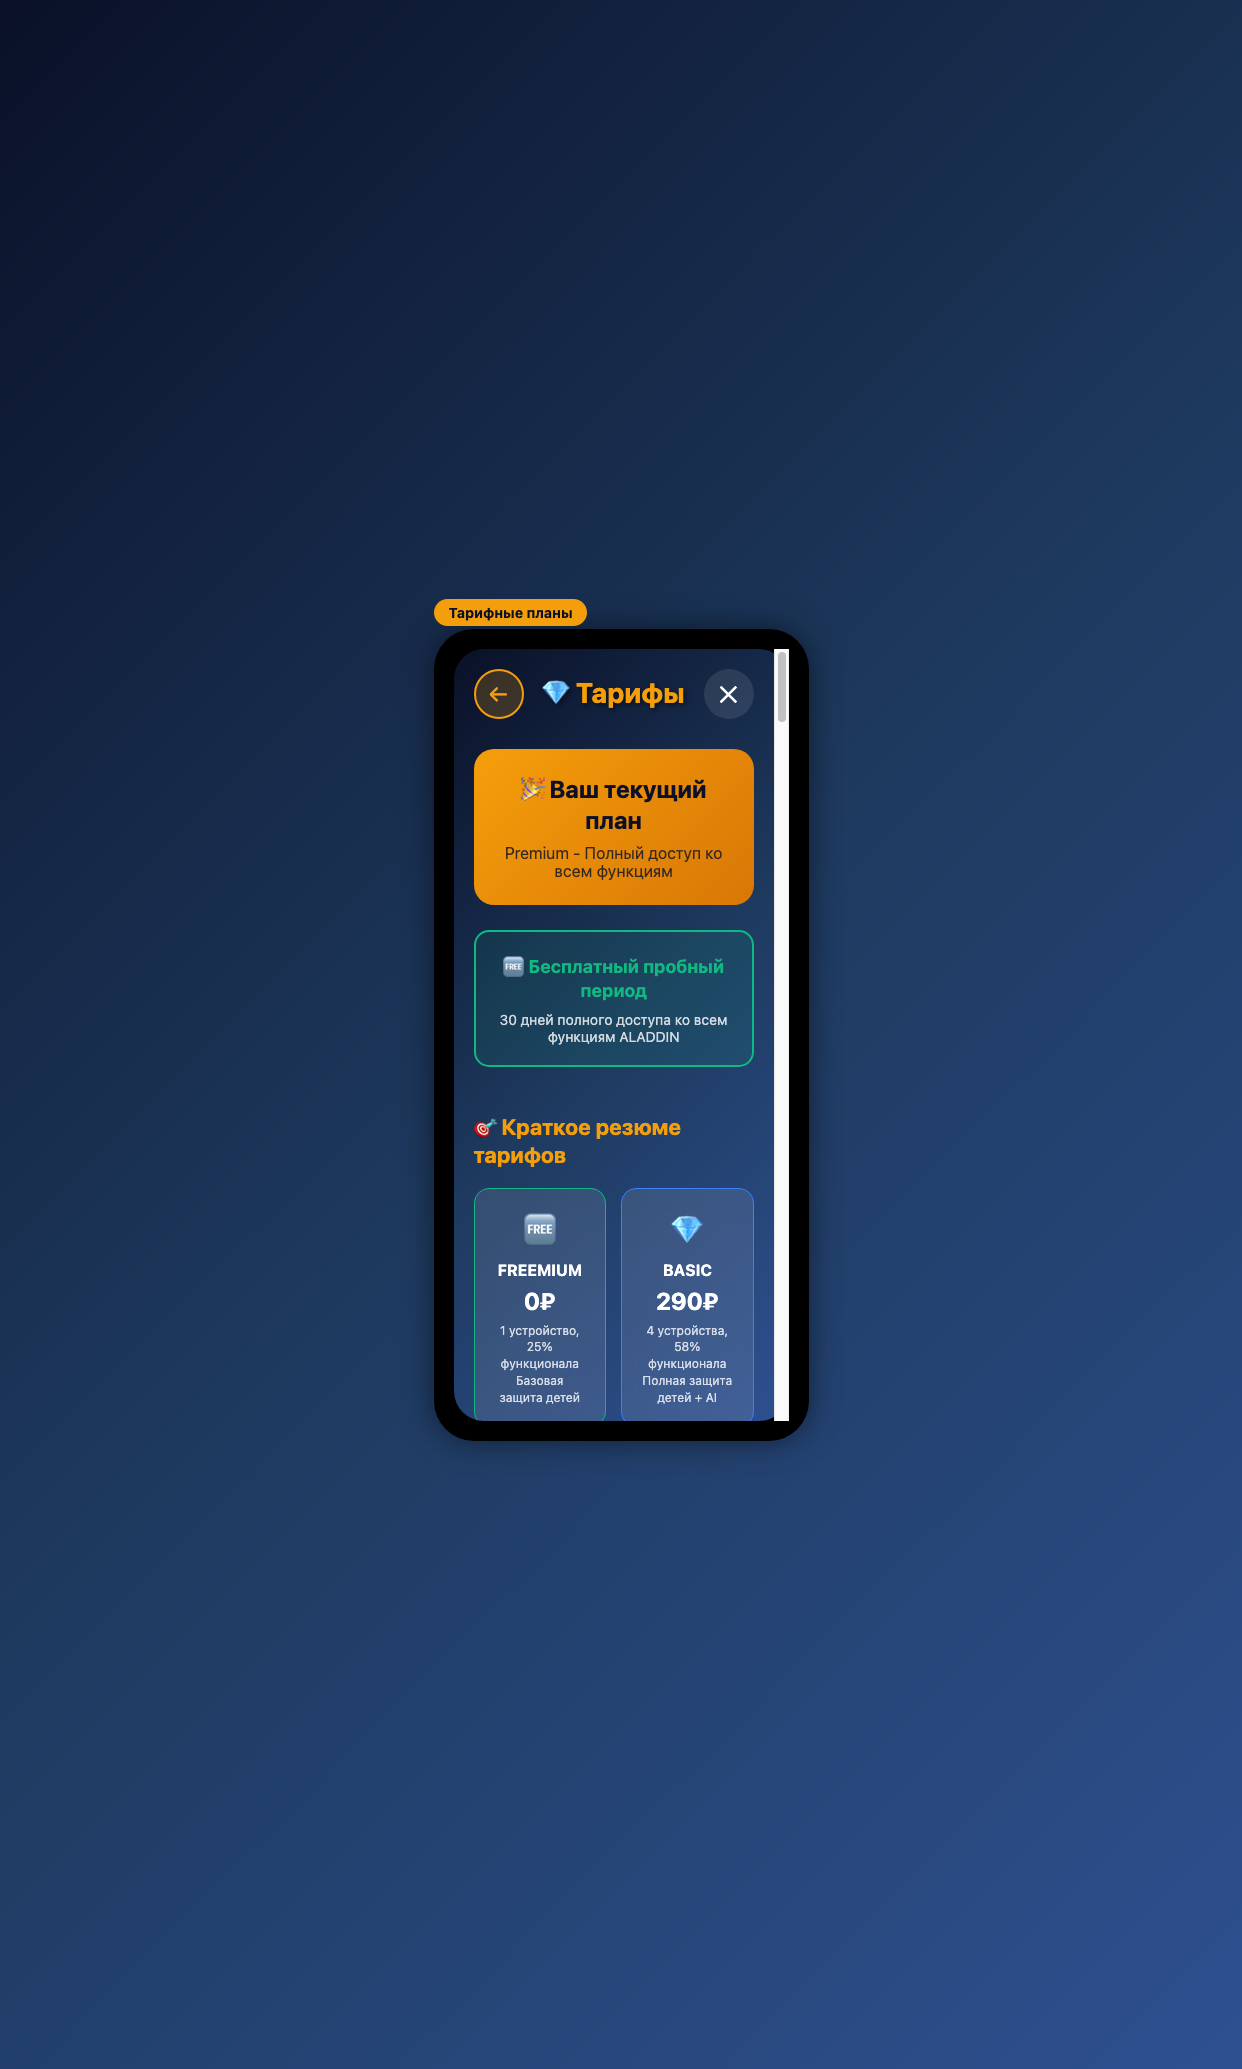 Тарифные планы
💎 Тарифы
🎉 Ваш текущий
план
Premium - Полный доступ ко
всем функциям
🆓 Бесплатный пробный
период
30 дней полного доступа ко всем
функциям ALADDIN
🎯 Краткое резюме
тарифов
🆓
FREEMIUM
0₽
1 устройство,
25%
функционала
Базовая
защита детей
💎
BASIC
290₽
4 устройства,
58%
функционала
Полная защита
детей + AI